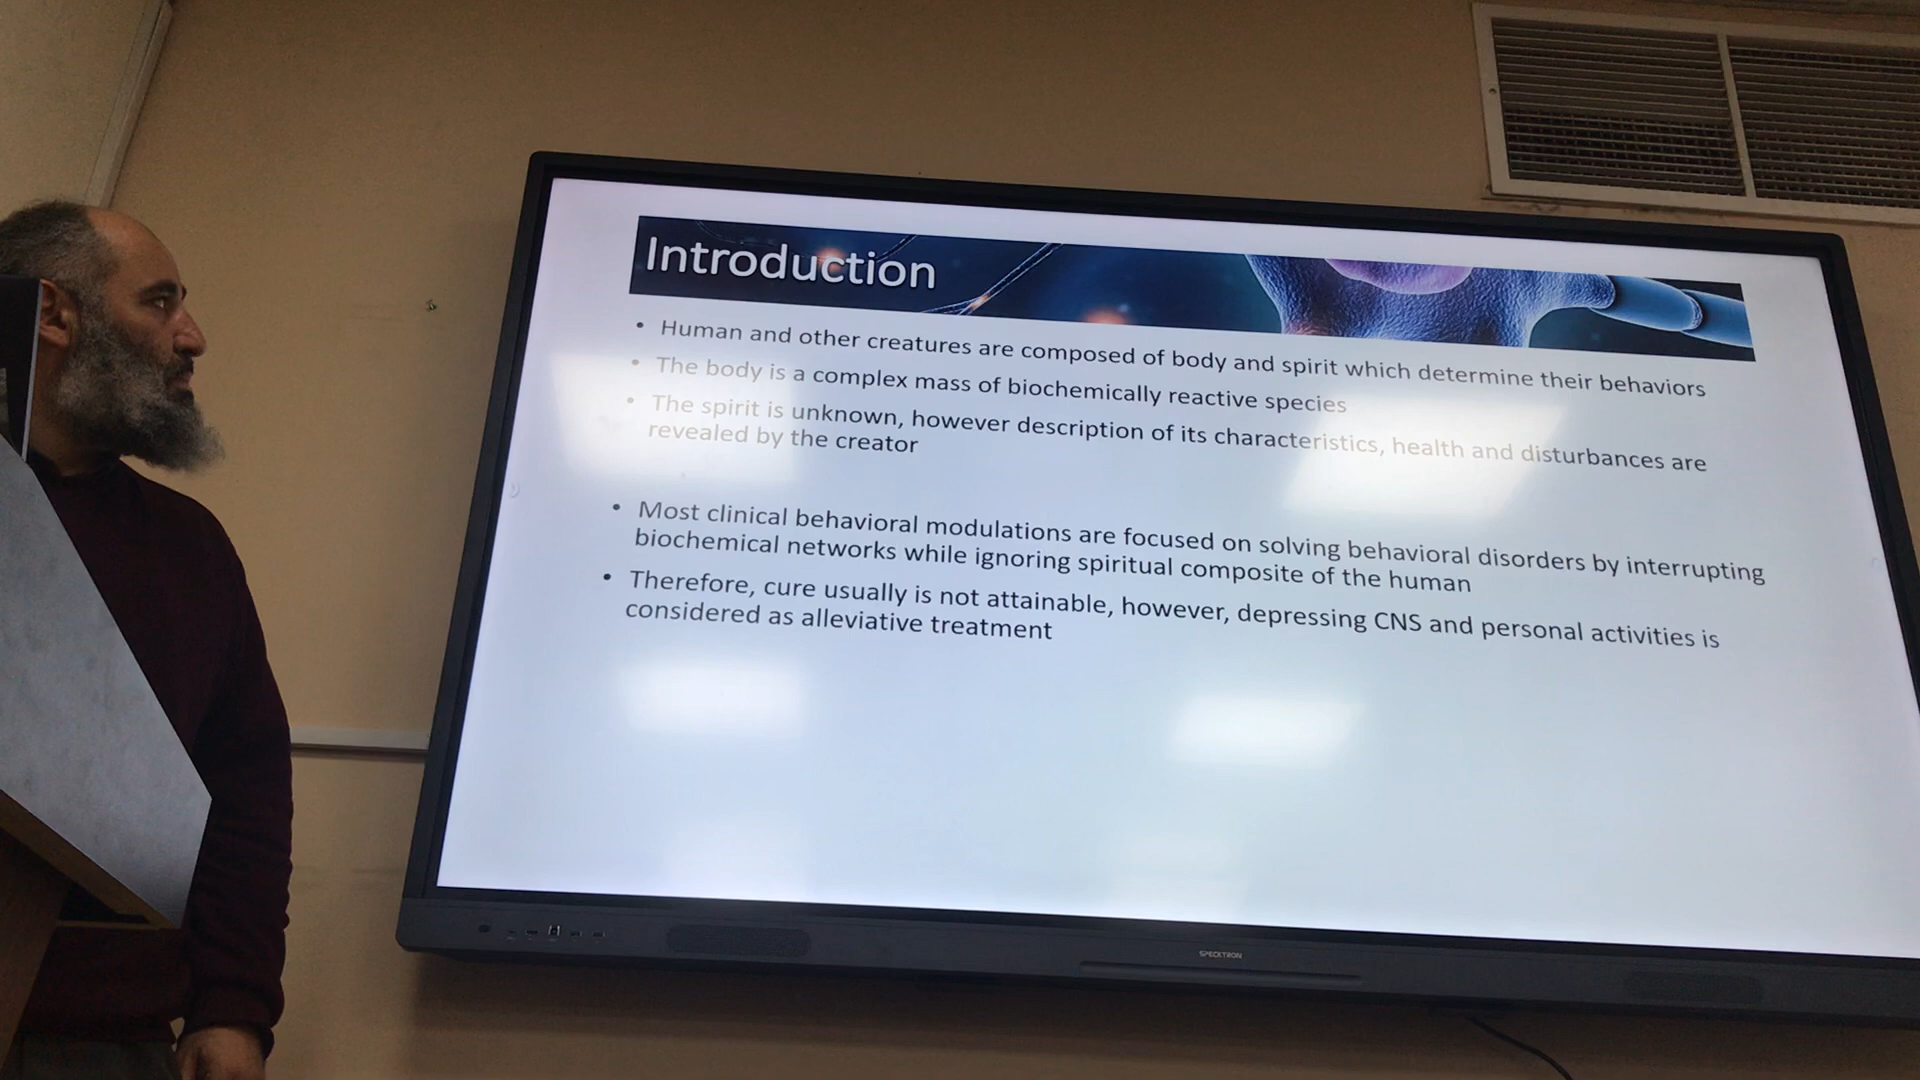 Introduction
• Human and other creatures are composed of body and spirit which determine their behaviors
• The body is a complex mass of biochemically reactive species
• The spirit is unknown, however description of its characteristics, health and disturbances are
revealed by the creator
• Most clinical behavioral modulations are focused on solving behavioral disorders by interrupting
biochemical networks while ignoring spiritual composite of the human
• Therefore, cure usually is not attainable, however, depressing CNS and personal activities is
considered as alleviative treatment
SPECKTRON